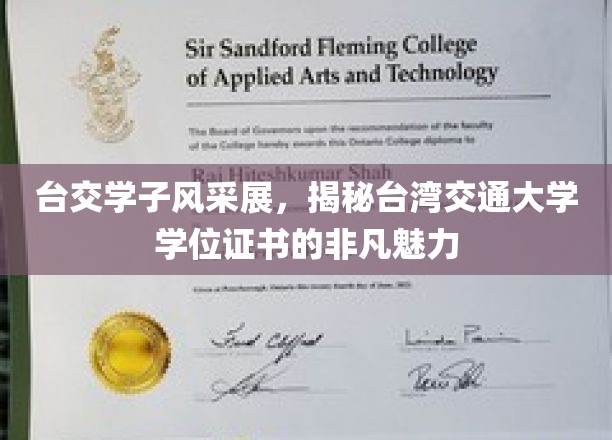 Sir Sandford Fleming College
of Applied Arts and Technology
The Board of Governors upon the recommendation of the faculty
of the College hereby awards this Ontario College diploma to
Raj Hiteshkumar Shah
台交学子风采展，揭秘台湾交通大学
学位证书的非凡魅力